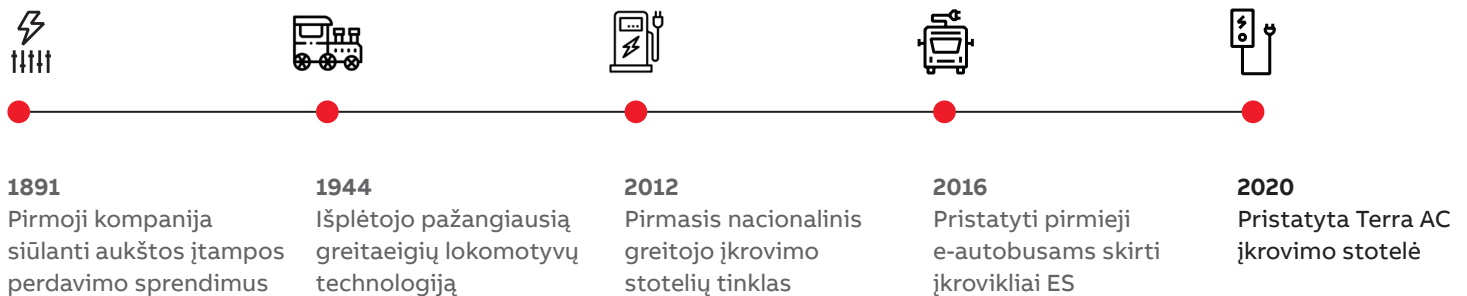 1891
Pirmoji kompanija
siūlanti aukštos įtampos
perdavimo sprendimus
1944
Išplėtojo pažangiausią
greitaeigių lokomotyvų
technologiją
2012
Pirmasis nacionalinis
greitojo įkrovimo
stotelių tinklas
2016
Pristatyti pirmieji
e-autobusams skirti
įkrovikliai ES
2020
Pristatyta Terra AC
įkrovimo stotelė